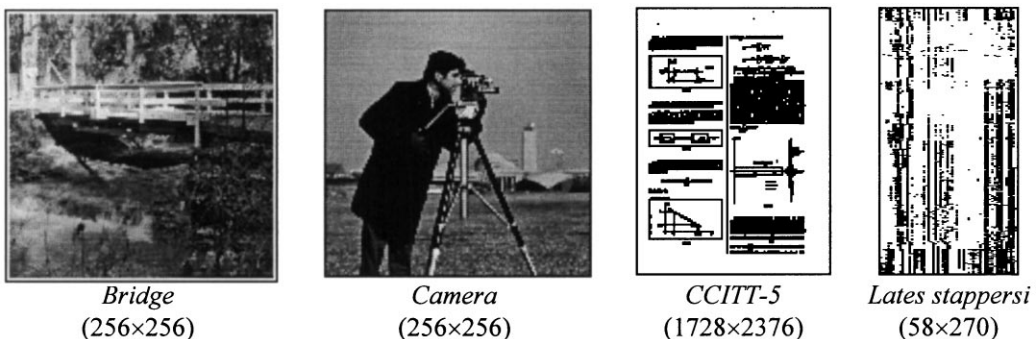 Bridge
(256×256)
Camera
(256×256)
CCITT-5
(1728×2376)
Lates stappersi
(58×270)